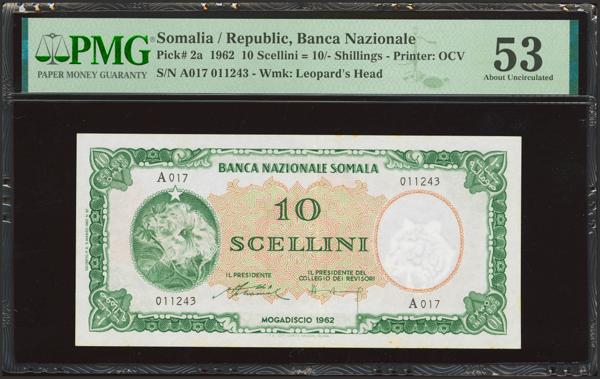 PMG
PAPER MONEY GUARANTY
Somalia / Republic, Banca Nazionale
Pick# 2a 1962 10 Scellini = 10/- Shillings - Printer: OCV
S/N A017 011243 - Wmk: Leopard's Head
53
About Uncirculated
BANCA NAZIONALE SOMALA
A 017
011243
10
SCELLINI
IL PRESIDENTE
IL PRESIDENTE DEL
COLLEGIO DEI REVISORI
011243
A 017
MOGADISCIO 1962